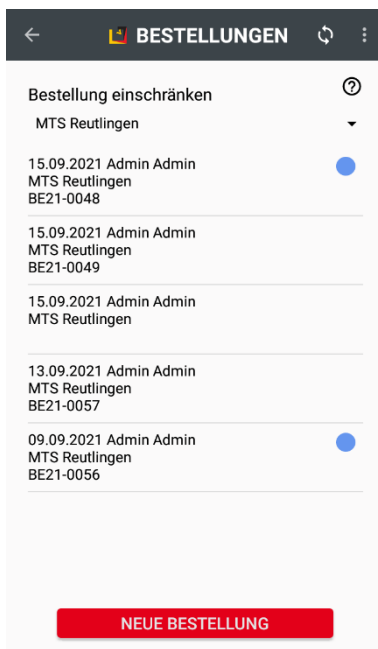 L4 BESTELLUNGEN
Bestellung einschränken
MTS Reutlingen
15.09.2021 Admin Admin
MTS Reutlingen
BE21-0048
15.09.2021 Admin Admin
MTS Reutlingen
BE21-0049
15.09.2021 Admin Admin
MTS Reutlingen
13.09.2021 Admin Admin
MTS Reutlingen
BE21-0057
09.09.2021 Admin Admin
MTS Reutlingen
BE21-0056
NEUE BESTELLUNG